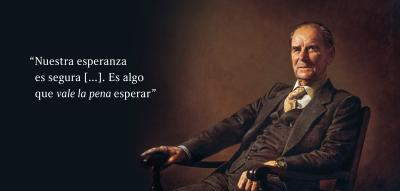 “Nuestra esperanza
es segura [...]. Es algo
que vale la pena esperar”